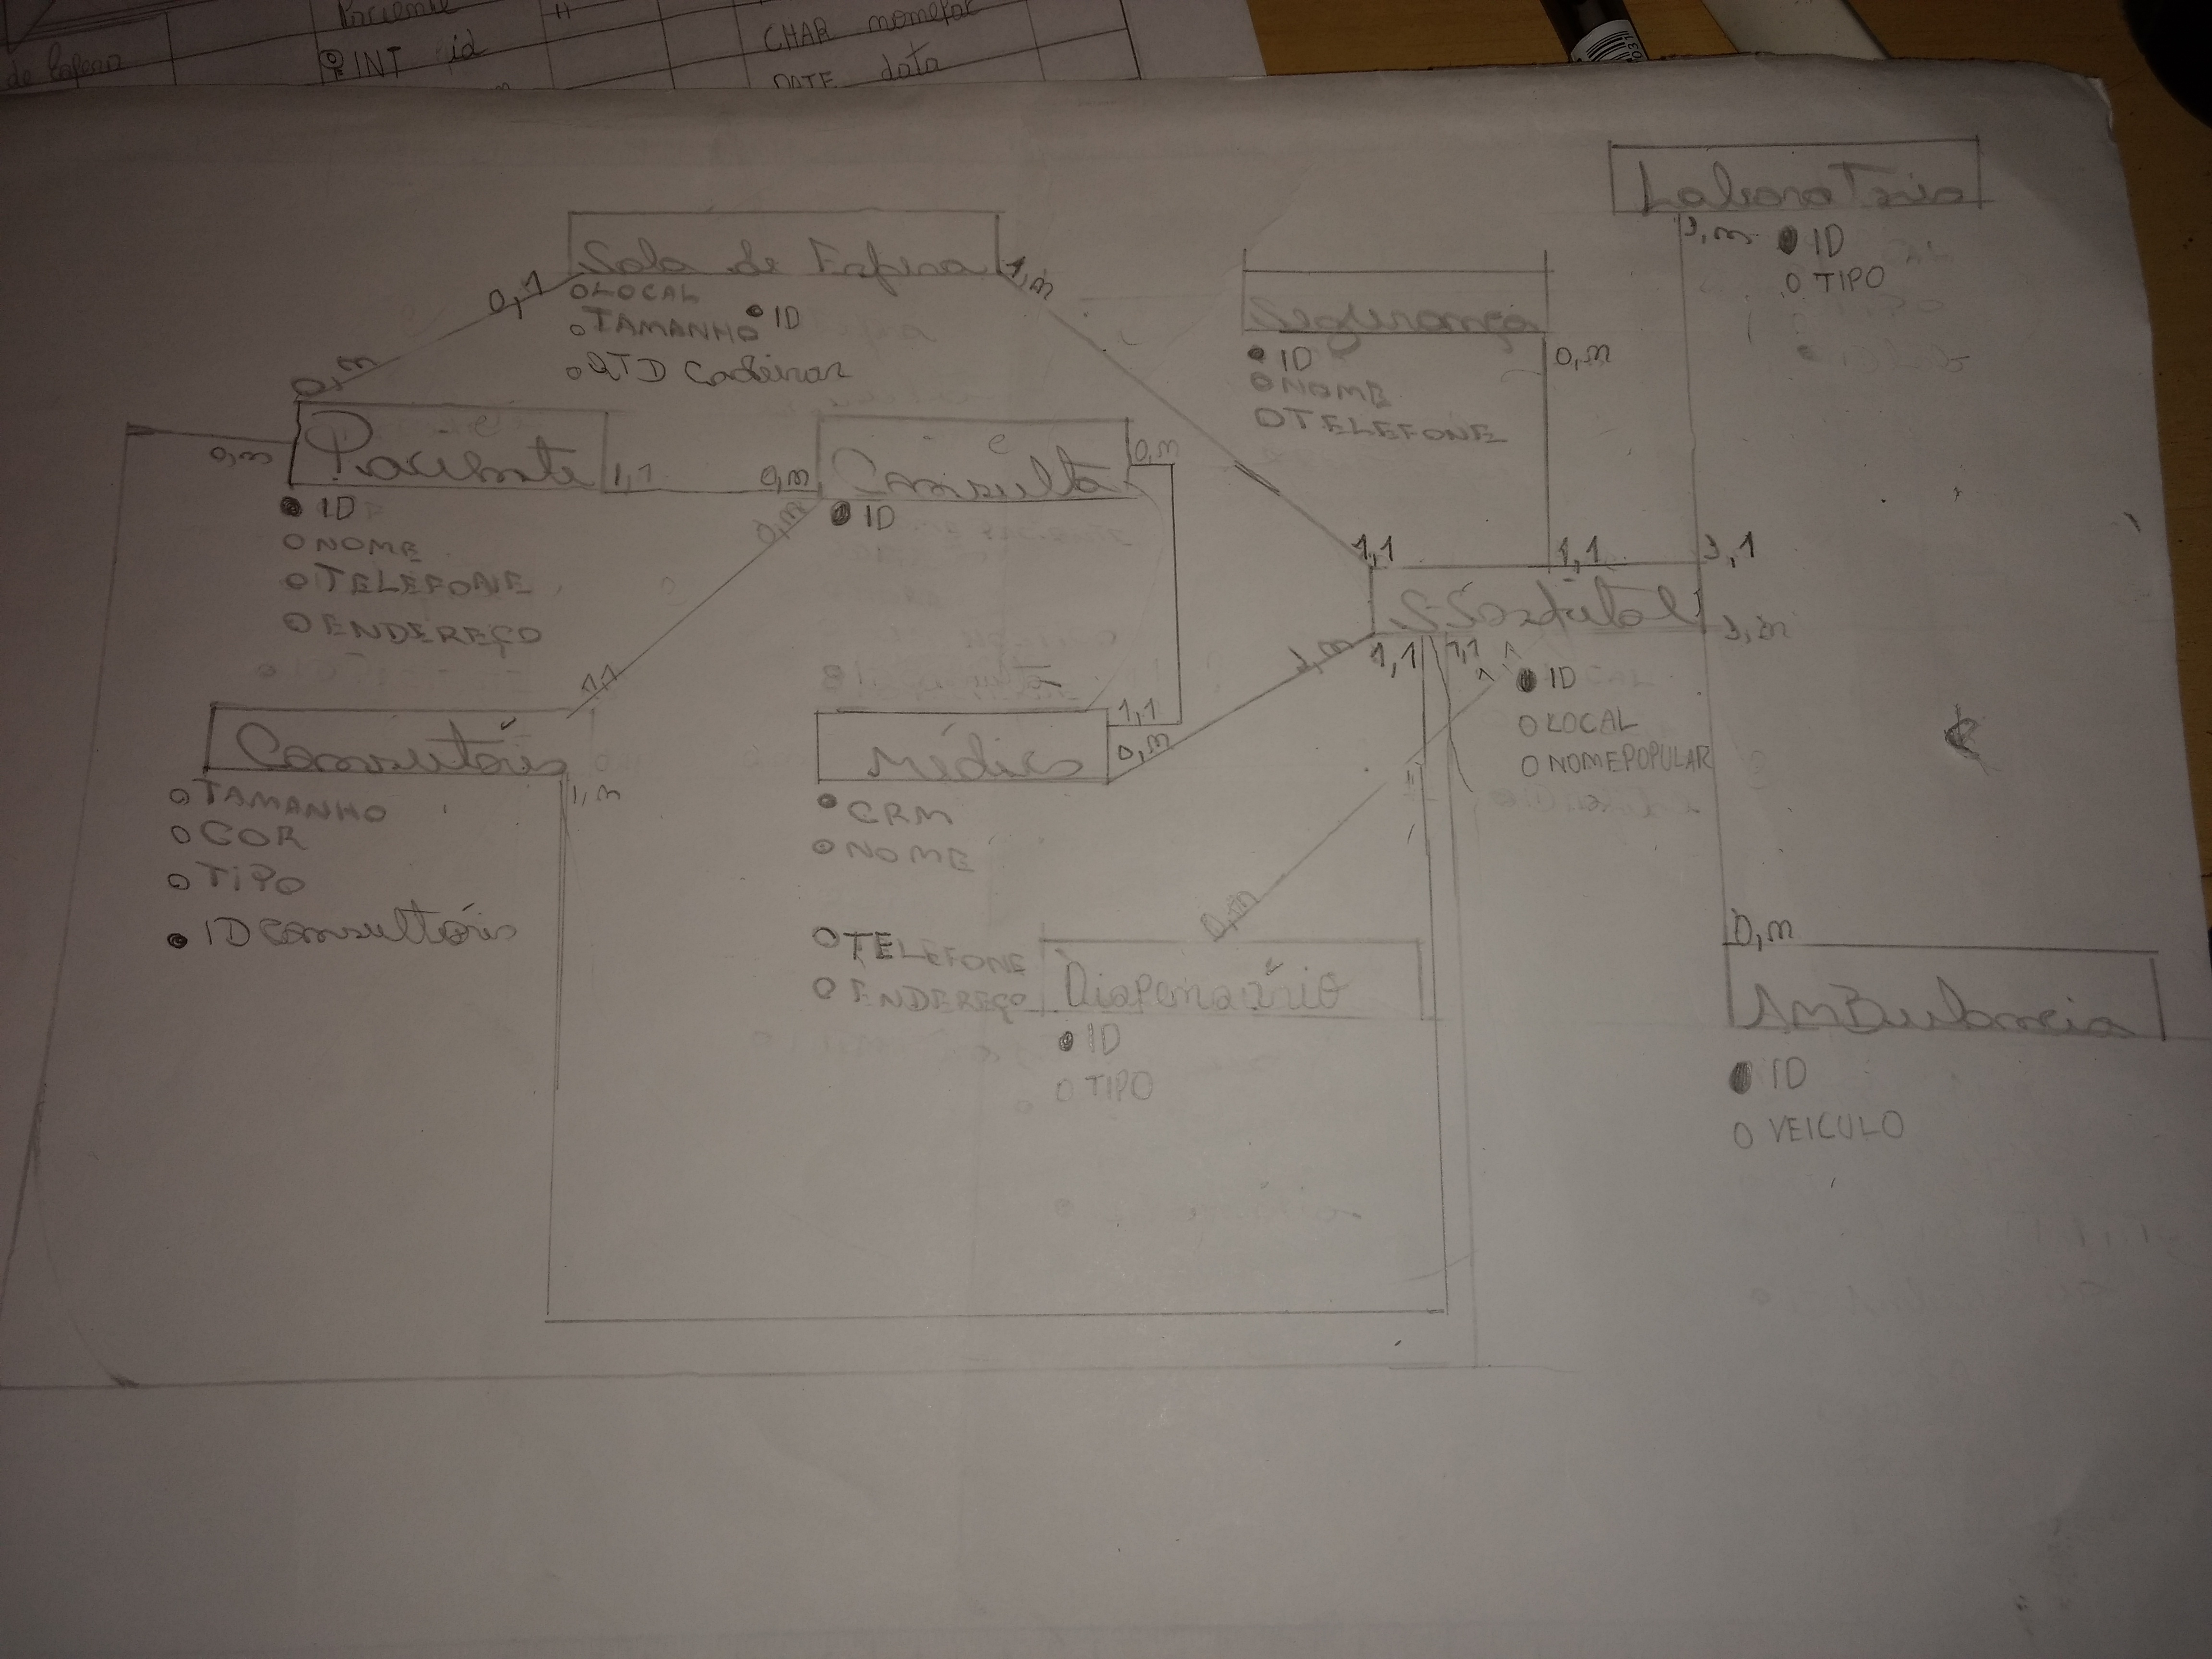 Paciente
INT id
CHAR
DATE data
Laboratório
1,n
ID
TIPO
Sala de Espera
0,1
1,n
LOCAL
TAMANHO
ID
QTD Cadeiras
Segurança
0,n
ID
NOME
TELEFONE
0,n
Paciente
0,n
1,1
ID
NOME
TELEFONE
ENDEREÇO
Consulta
0,n
0,n
0,n
ID
1,1
1,1
1,1
Hospital
1,n
1,n
1,1
1,1
ID
LOCAL
NOMEPOPULAR
1,1
Consultório
1,n
TAMANHO
COR
TIPO
ID consultório
Médico
1,1
0,n
CRM
NOME
TELEFONE
ENDEREÇO
0,n
Dispensário
ID
TIPO
0,n
AmBulancia
ID
VEICULO